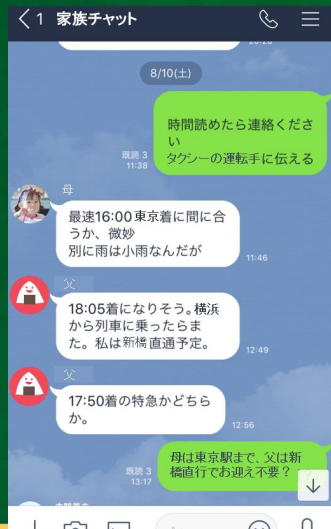 1 家族チャット
8/10(土)
時間読めたら連絡くださ
い
タクシーの運転手に伝える
既読 3
11:38
母
最速16:00東京着に間に合
うか、微妙
別に雨は小雨なんだが
11:46
父
18:05着になりそう。横浜
から列車に乗ったらま
た。私は新橋直通予定。
12:49
父
17:50着の特急かどちら
か。
12:56
母は東京駅まで、父は新
橋直行でお迎え不要？
既読 3
13:17